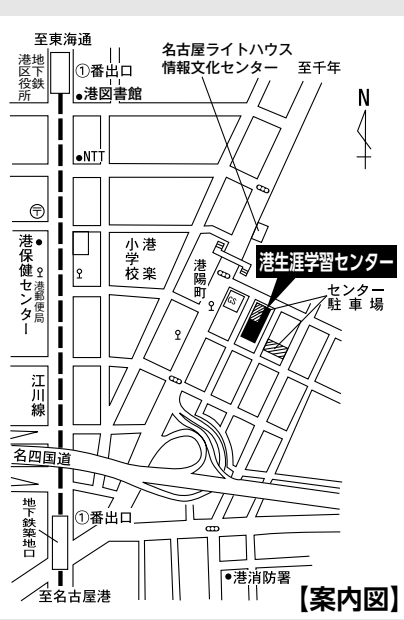 至東海通
地下鉄
港区役所
①番出口
港図書館
NTT
名古屋ライトハウス
情報文化センター
至千年
N
〒
港保健センター
港郵便局
港楽
小学校
港陽町
GS
港生涯学習センター
センター
駐車場
江川線
名四国道
地下鉄築地口
①番出口
港消防署
至名古屋港
【案内図】